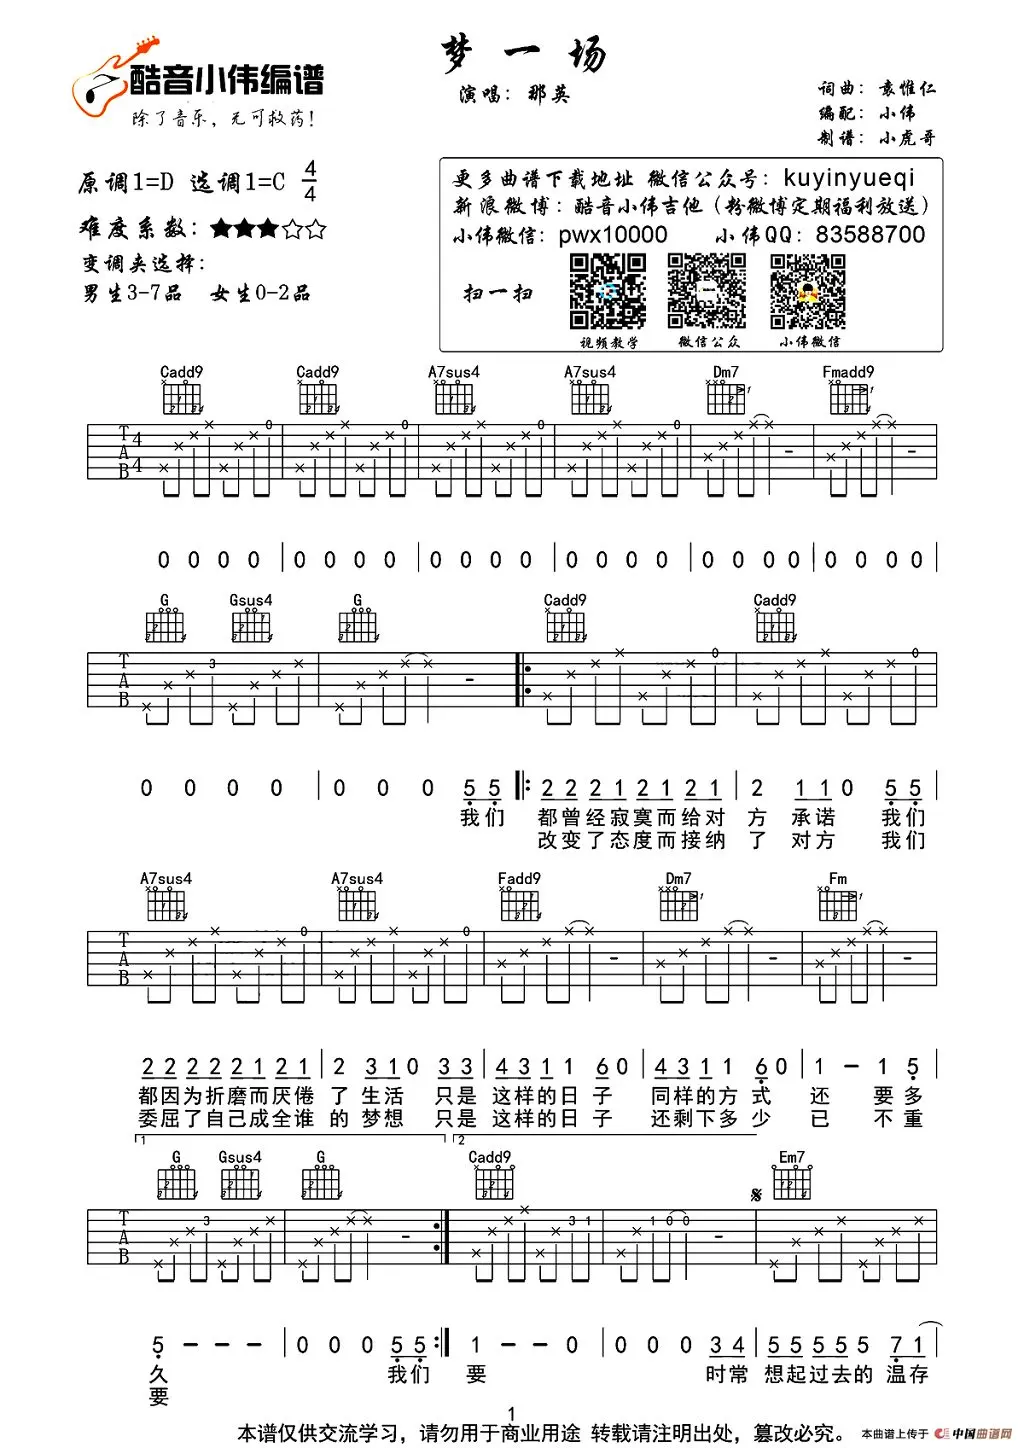 梦一场
酷音小伟编谱
除了音乐，无可救药！
演唱：那英
词曲：袁惟仁
编配：小伟
制谱：小虎哥
原调1=D 选调1=C 4/4
难度系数：★★★☆☆
变调夹选择：
男生3-7品 女生0-2品
更多曲谱下载地址 微信公众号：kuyinyueqi
新浪微博：酷音小伟吉他（粉微博定期福利放送）
小伟微信：pwx10000 小伟QQ：83588700
扫一扫
视频教学 微信公众 小伟微信
Cadd9 Cadd9 A7sus4 A7sus4 Dm7 Fmadd9
T A B 4 4
0 0 0 0 | 0 0 0 0 | 0 0 0 0 | 0 0 0 0 | 0 0 0 0 | 0 0 0 0 |
G Gsus4 G Cadd9 Cadd9
T A B
0 0 0 0 | 0 0 0 5 5 |: 2 2 2 1 2 1 2 1 | 2 1 1 0 5 5 |
我们 都曾经寂寞而给对 方 承诺 我们
改变了态度而接纳 了 对方 我们
A7sus4 A7sus4 Fadd9 Dm7 Fm
T A B
2 2 2 2 2 1 2 1 | 2 3 1 0 3 3 | 4 3 1 1 6 0 | 4 3 1 1 6 0 | 1 - 1 5 |
都因为折磨而厌倦 了 生活 只是 这样的日子 同样的方式 还 要多
委屈了自己成全谁 的 梦想 只是 这样的日子 还剩下多少 已 不重
1 2
G Gsus4 G Cadd9 Em7
T A B
5 - - - | 0 0 0 5 5 :| 1 - - 0 | 0 0 0 3 4 | 5 5 5 5 5 7 1 |
久 我们 要 时常 想起过去的温存
要
1
本谱仅供交流学习，请勿用于商业用途 转载请注明出处，篡改必究。
本曲谱上传于 中国曲谱网